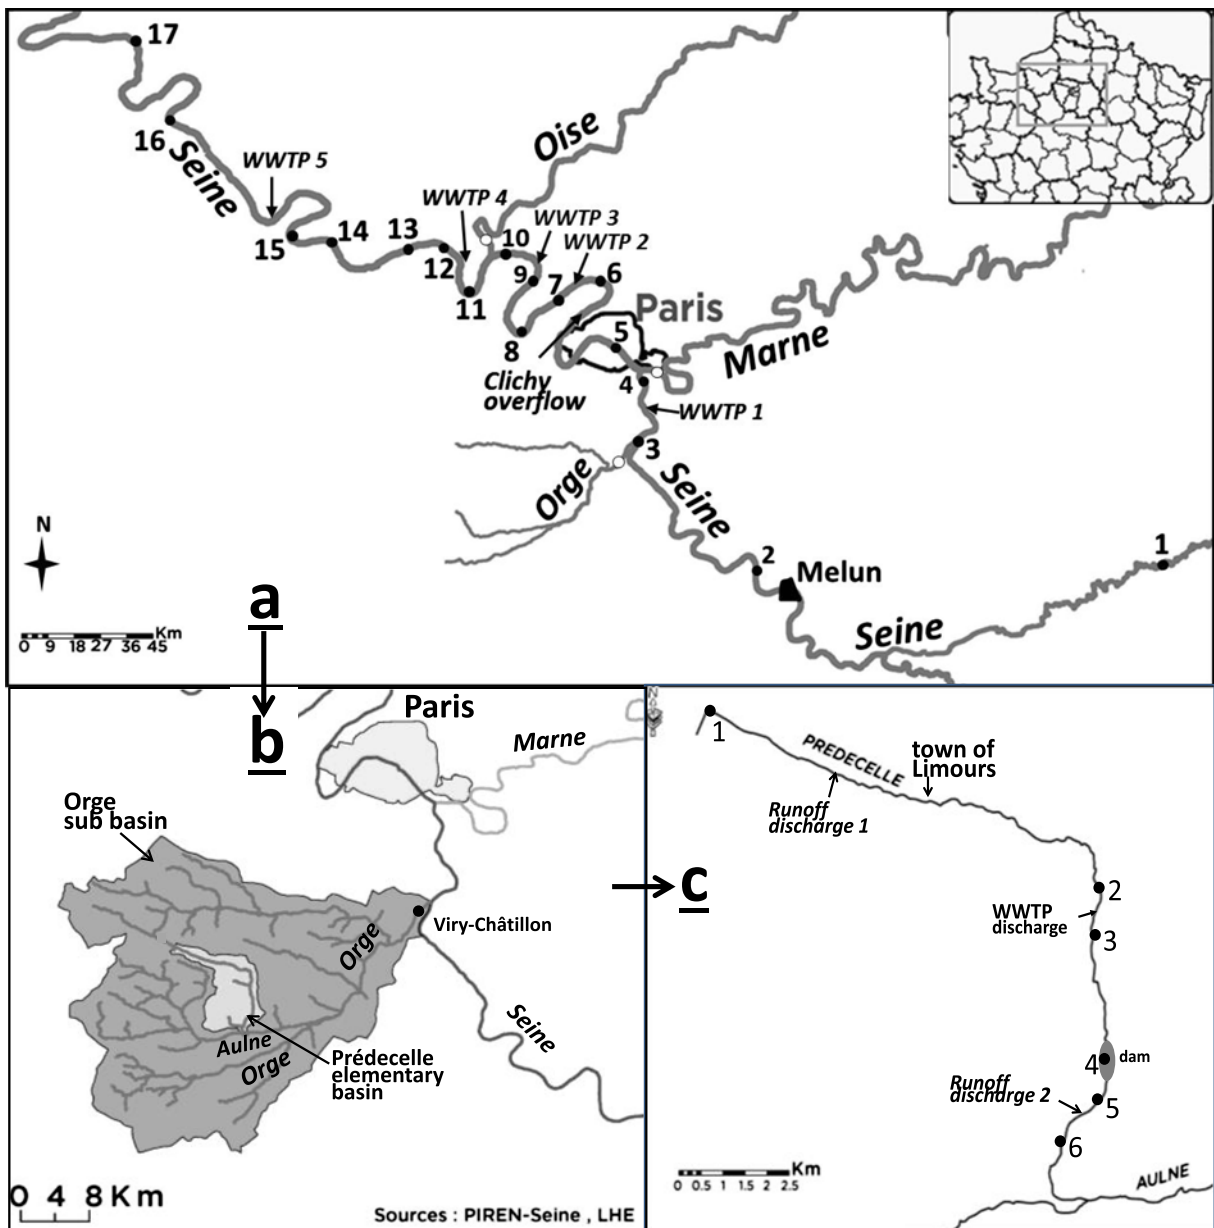 17
16
Seine
WWTP 5
Oise
WWTP 4
WWTP 3
WWTP 2
15
14
13
12
11
10
9
8
7
6
Paris
5
4
Clichy
overflow
Marne
WWTP 1
3
Orge
Seine
2
Melun
1
Seine
N
Km
0 9 18 27 36 45
a
b
Paris
Marne
Orge
sub basin
Viry-Châtillon
Orge
Seine
Aulne
Orge
Prédecelle
elementary
basin
0 4 8 Km
Sources : PIREN-Seine , LHE
c
1
PREDECELLE
town of
Limours
Runoff
discharge 1
2
WWTP
discharge
3
4
dam
Runoff
discharge 2
5
6
AULNE
Km
0 0.5 1 1.5 2 2.5